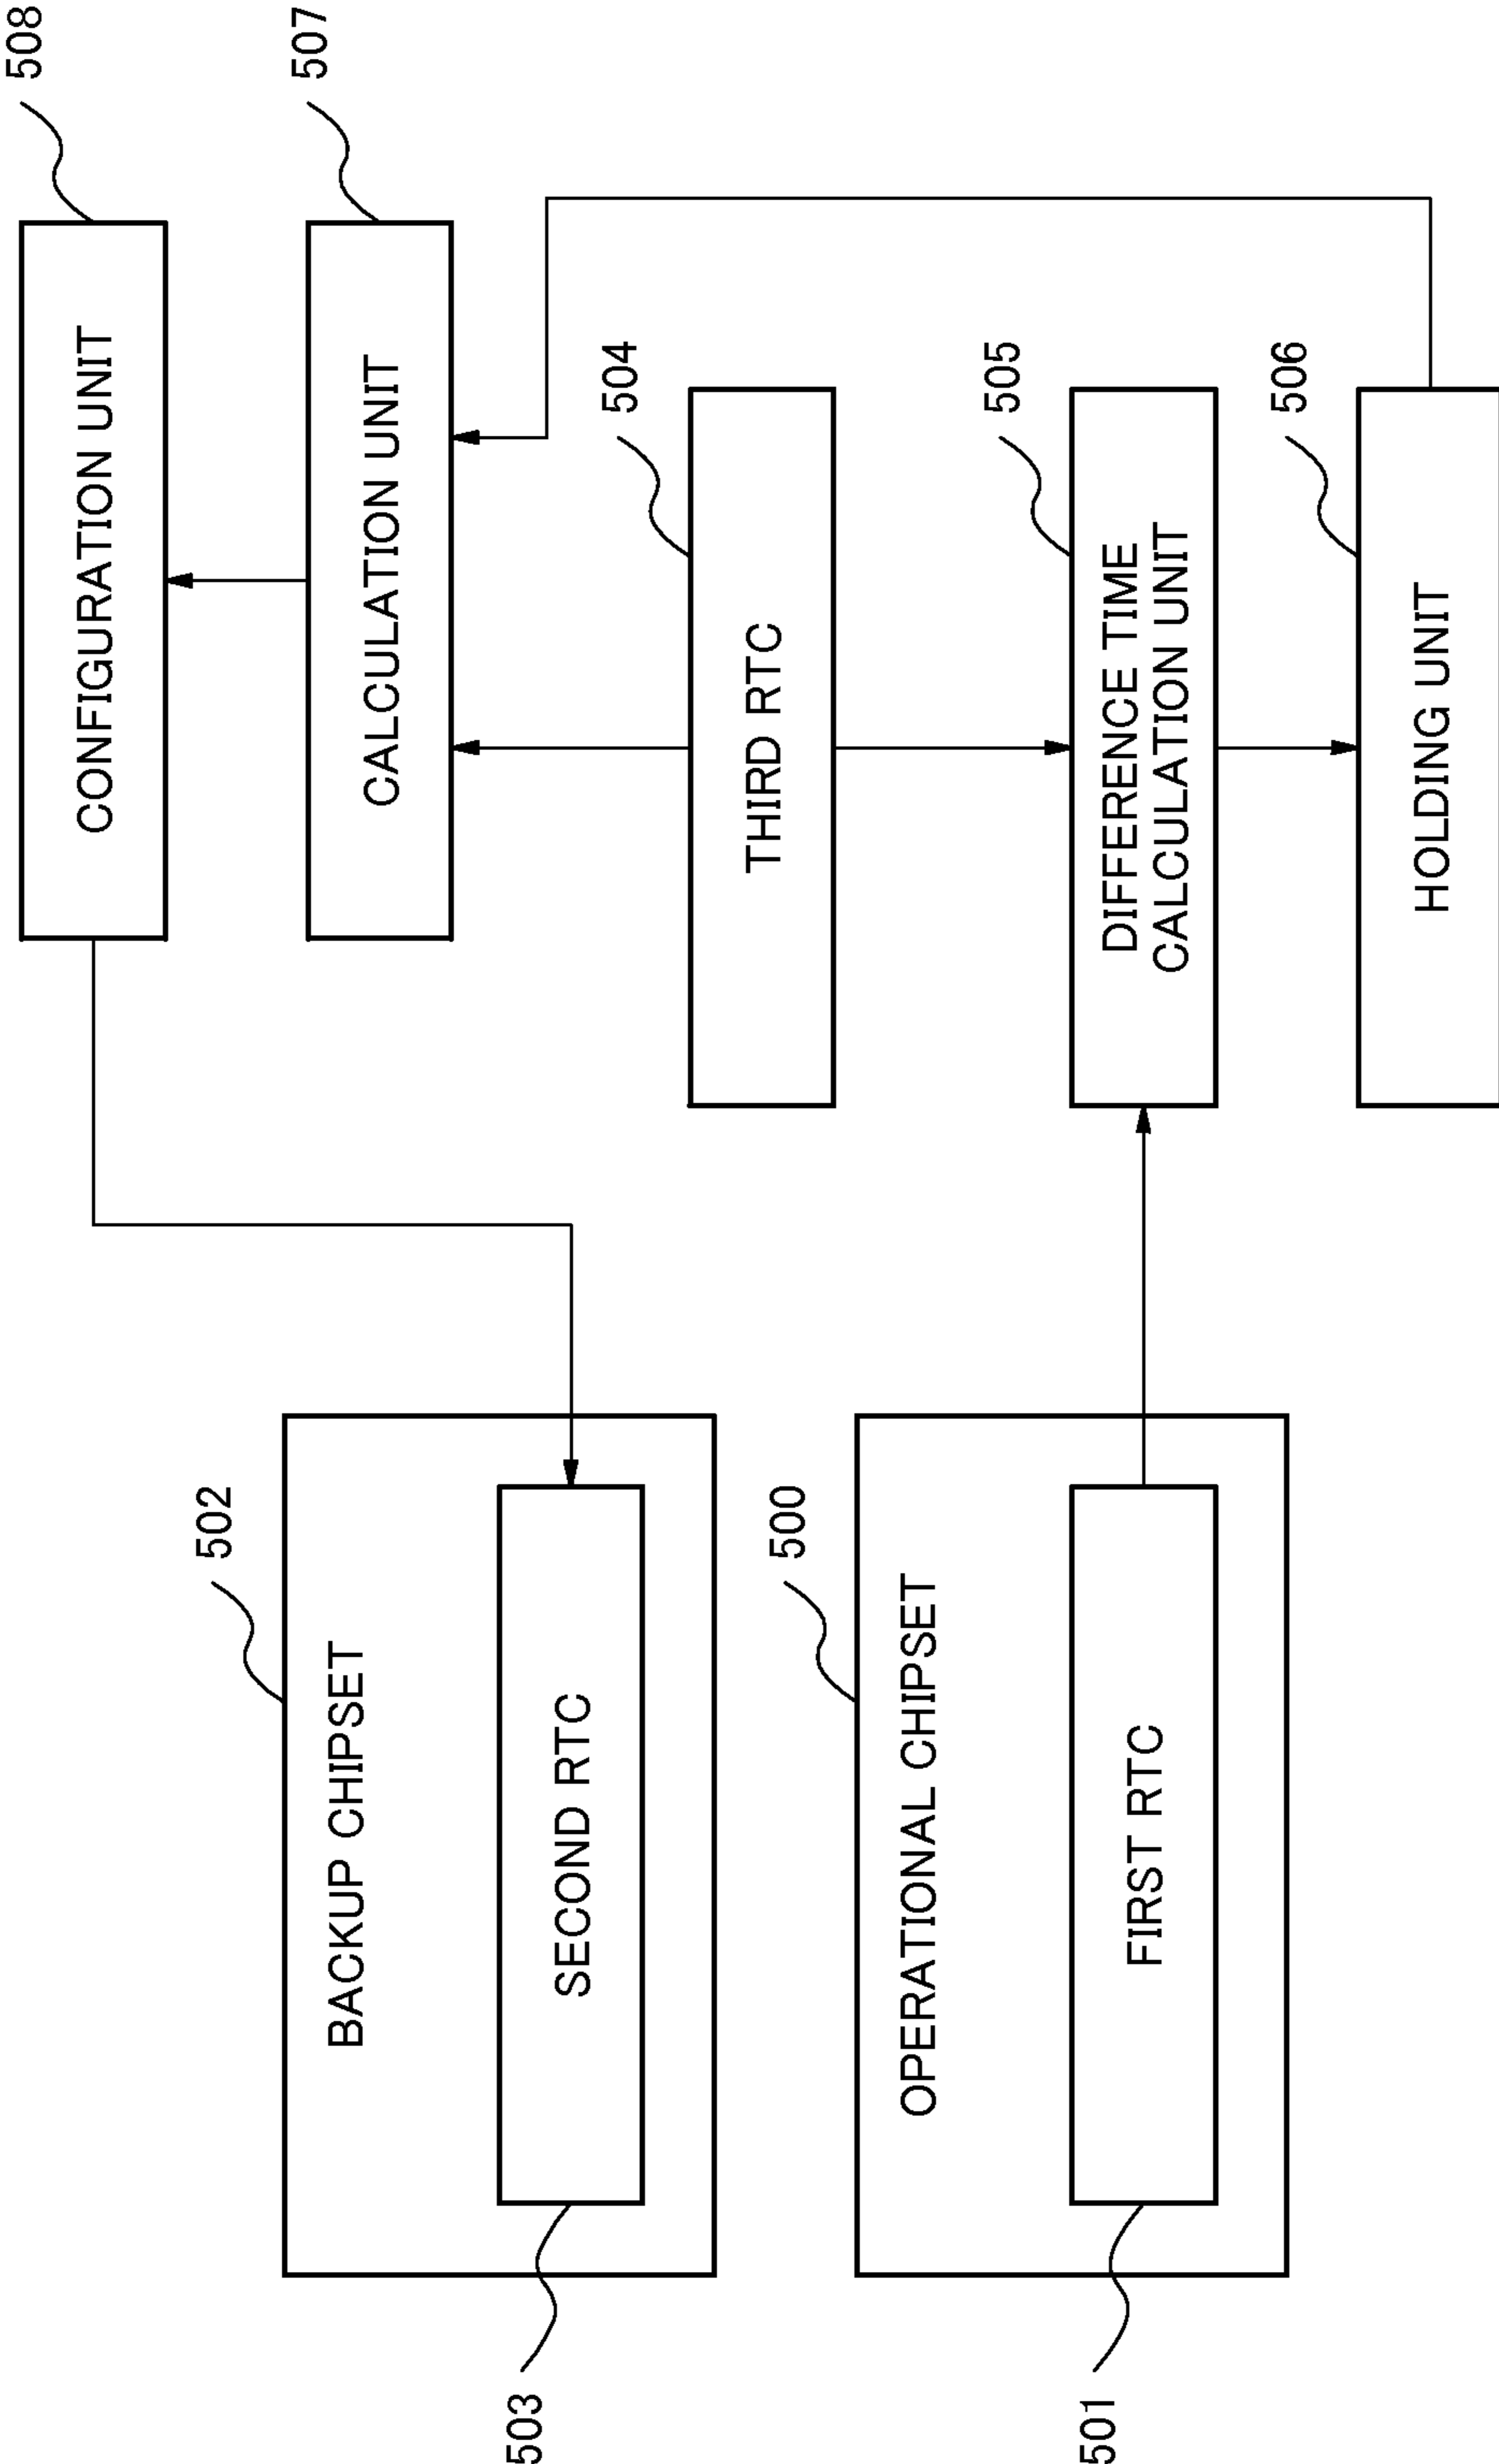 508
CONFIGURATION UNIT
507
CALCULATION UNIT
502
BACKUP CHIPSET
SECOND RTC
503
504
THIRD RTC
500
OPERATIONAL CHIPSET
505
DIFFERENCE TIME
CALCULATION UNIT
FIRST RTC
501
506
HOLDING UNIT